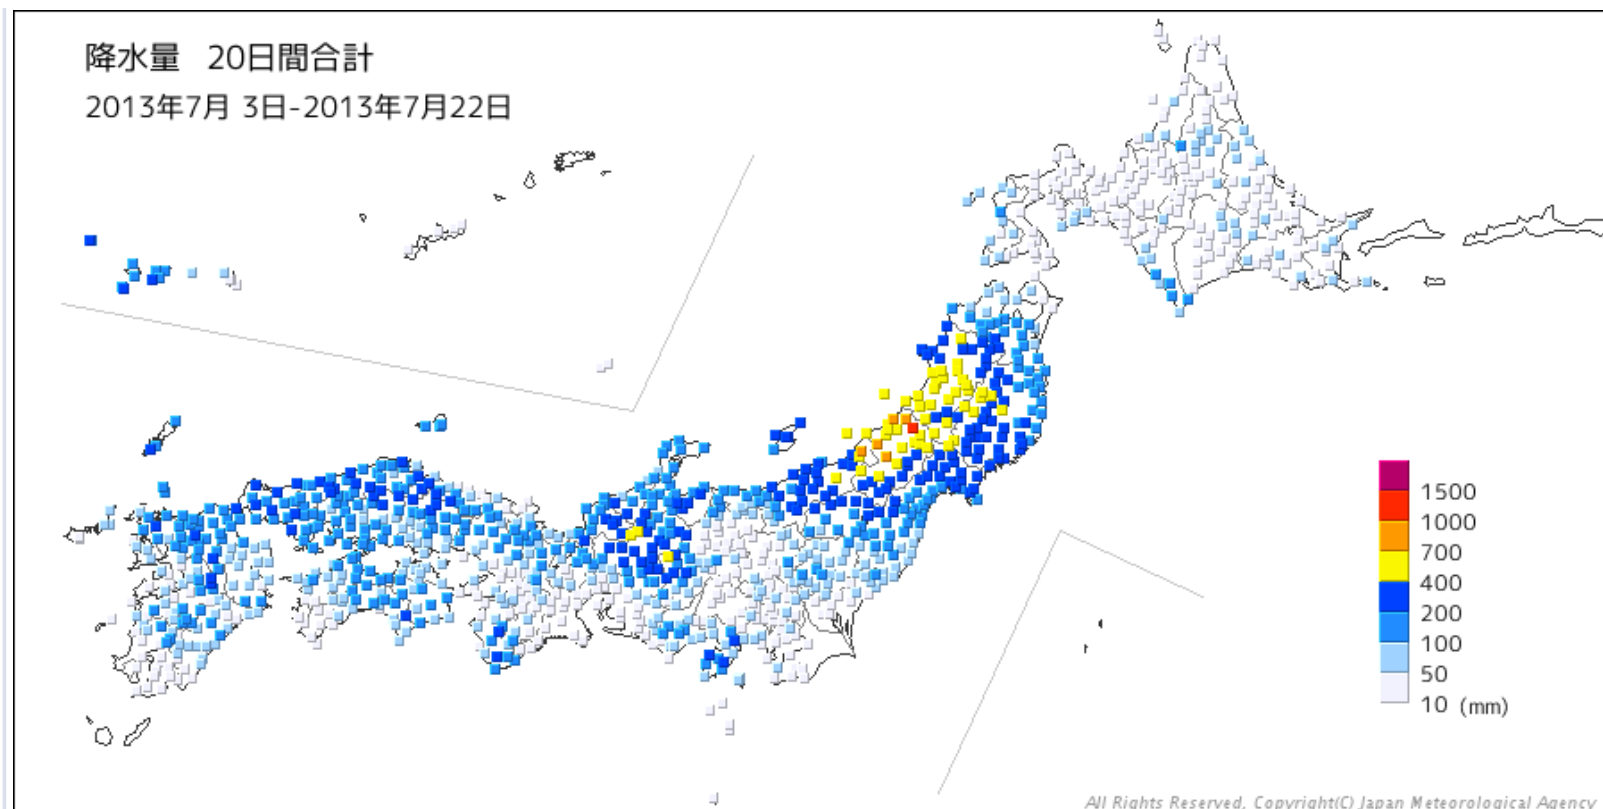 降水量 20日間合計
2013年7月 3日-2013年7月22日
1500
1000
700
400
200
100
50
10 (mm)
All Rights Reserved. Copyright(C) Japan Meteorological Agency